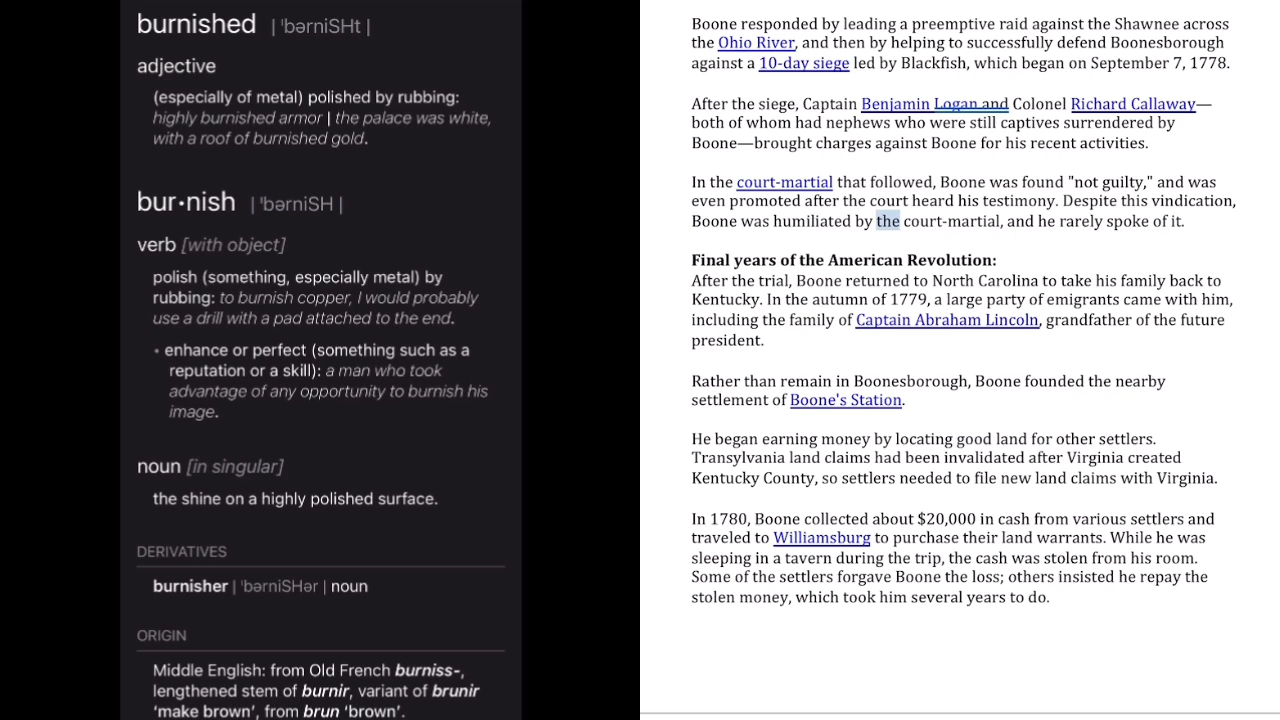 burnished | ˈbərniSHt |
adjective
(especially of metal) polished by rubbing:
highly burnished armor | the palace was white,
with a roof of burnished gold.
bur•nish | ˈbərniSH |
verb [with object]
polish (something, especially metal) by
rubbing: to burnish copper, I would probably
use a drill with a pad attached to the end.
• enhance or perfect (something such as a
reputation or a skill): a man who took
advantage of any opportunity to burnish his
image.
noun [in singular]
the shine on a highly polished surface.
DERIVATIVES
burnisher | ˈbərniSHər | noun
ORIGIN
Middle English: from Old French burniss-,
lengthened stem of burnir, variant of brunir
‘make brown’, from brun ‘brown’.
Boone responded by leading a preemptive raid against the Shawnee across
the Ohio River, and then by helping to successfully defend Boonesborough
against a 10-day siege led by Blackfish, which began on September 7, 1778.
After the siege, Captain Benjamin Logan and Colonel Richard Callaway—
both of whom had nephews who were still captives surrendered by
Boone—brought charges against Boone for his recent activities.
In the court-martial that followed, Boone was found "not guilty," and was
even promoted after the court heard his testimony. Despite this vindication,
Boone was humiliated by the court-martial, and he rarely spoke of it.
Final years of the American Revolution:
After the trial, Boone returned to North Carolina to take his family back to
Kentucky. In the autumn of 1779, a large party of emigrants came with him,
including the family of Captain Abraham Lincoln, grandfather of the future
president.
Rather than remain in Boonesborough, Boone founded the nearby
settlement of Boone's Station.
He began earning money by locating good land for other settlers.
Transylvania land claims had been invalidated after Virginia created
Kentucky County, so settlers needed to file new land claims with Virginia.
In 1780, Boone collected about $20,000 in cash from various settlers and
traveled to Williamsburg to purchase their land warrants. While he was
sleeping in a tavern during the trip, the cash was stolen from his room.
Some of the settlers forgave Boone the loss; others insisted he repay the
stolen money, which took him several years to do.